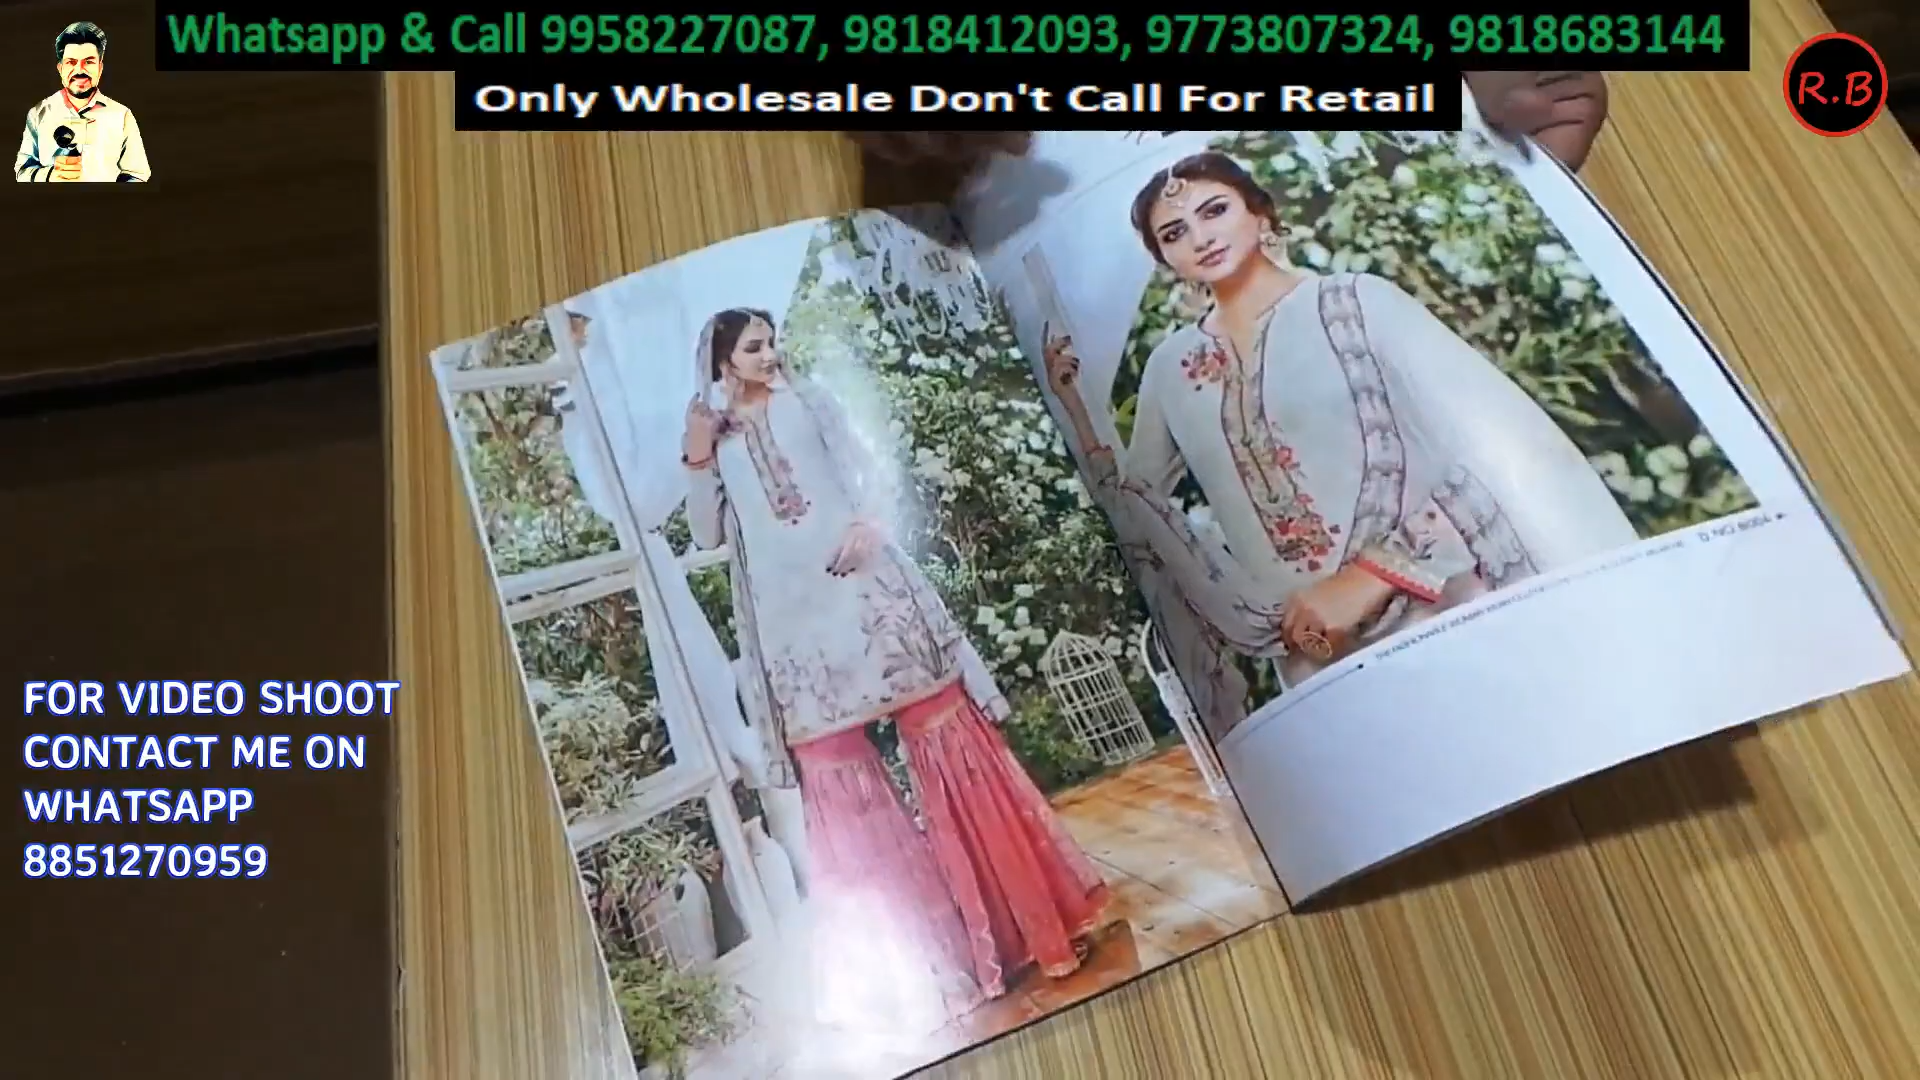 Whatsapp & Call 9958227087, 9818412093, 9773807324, 9818683144
Only Wholesale Don't Call For Retail
R.B
D.NO
FOR VIDEO SHOOT
CONTACT ME ON
WHATSAPP
8851270959